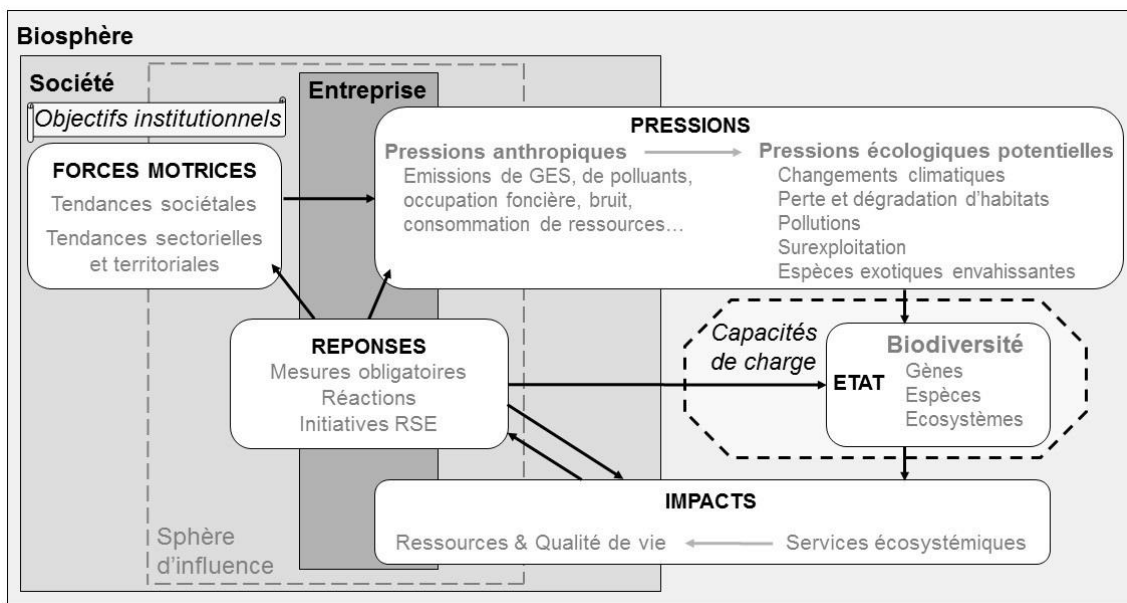 Biosphère
Société
Entreprise
Objectifs institutionnels
FORCES MOTRICES
Tendances sociétales
Tendances sectorielles
et territoriales
PRESSIONS
Pressions anthropiques
Emissions de GES, de polluants,
occupation foncière, bruit,
consommation de ressources…
Pressions écologiques potentielles
Changements climatiques
Perte et dégradation d'habitats
Pollutions
Surexploitation
Espèces exotiques envahissantes
REPONSES
Mesures obligatoires
Réactions
Initiatives RSE
Capacités
de charge
ETAT
Biodiversité
Gènes
Espèces
Ecosystèmes
IMPACTS
Ressources & Qualité de vie
Services écosystémiques
Sphère
d'influence